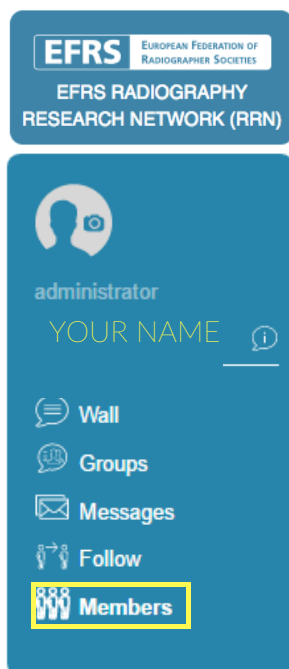 EFRS EUROPEAN FEDERATION OF
RADIOGRAPHER SOCIETIES
EFRS RADIOGRAPHY
RESEARCH NETWORK (RRN)
administrator
YOUR NAME
Wall
Groups
Messages
Follow
Members